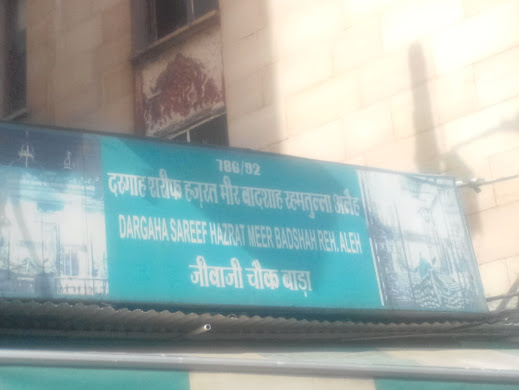 786/92
दरगाह शरीफ हज़रत मीर बादशाह रहमतुल्ला अलैह
DARGAHA SAREEF HAZRAT MEER BADSHAH REH. ALEH
जीवाजी चौक बाड़ा